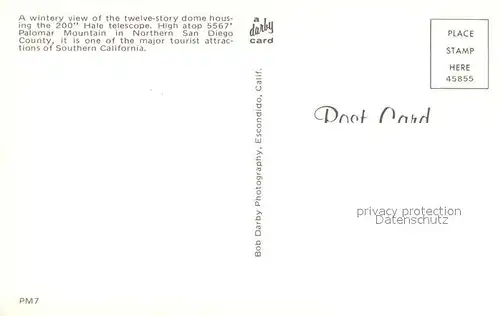 A wintery view of the twelve-story dome hous-
ing the 200" Hale telescope. High atop 5567'
Palomar Mountain in Northern San Diego
County, it is one of the major tourist attrac-
tions of Southern California.
a
darby
card
PLACE
STAMP
HERE
45855
Post Card
privacy protection
Datenschutz
Bob Darby Photography, Escondido, Calif.
PM7